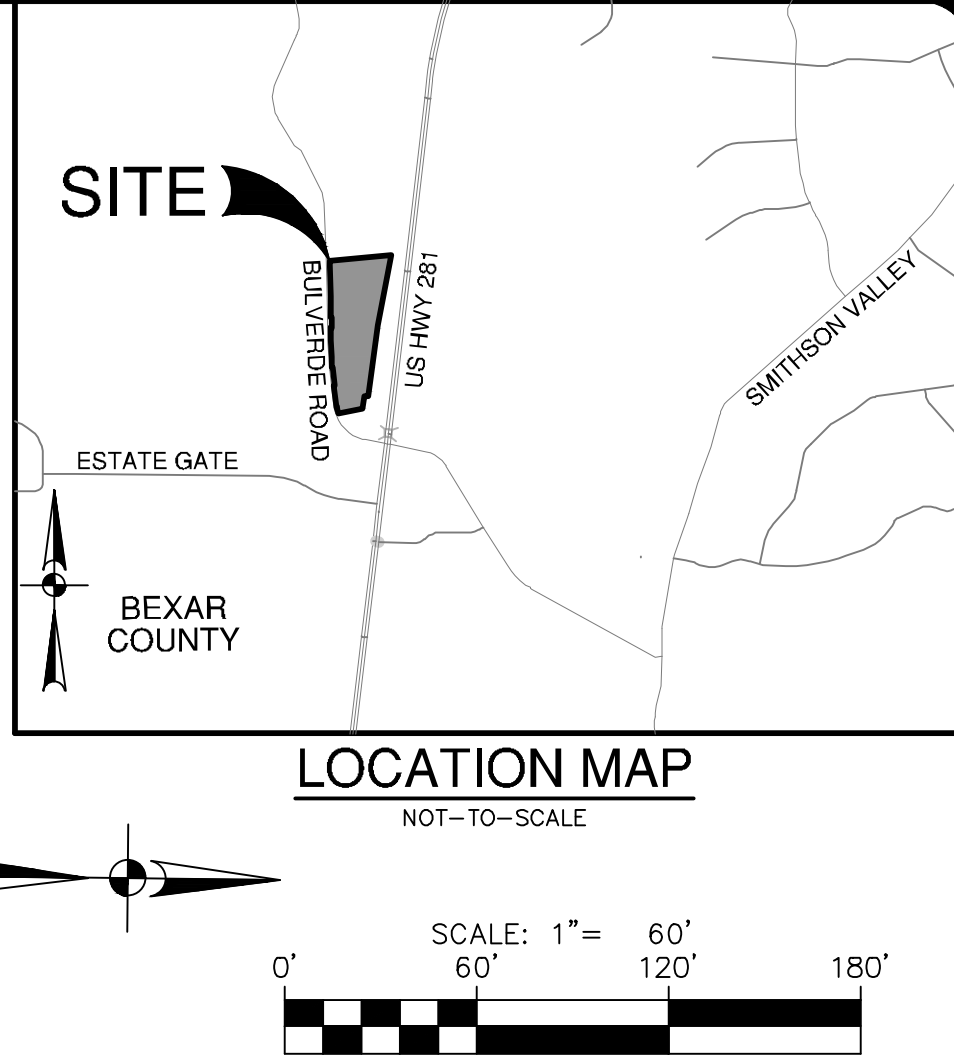 SITE
BULVERDE ROAD
US HWY 281
SMITHSON VALLEY
ESTATE GATE
BEXAR
COUNTY
LOCATION MAP
NOT-TO-SCALE
SCALE: 1"= 60'
0' 60' 120' 180'